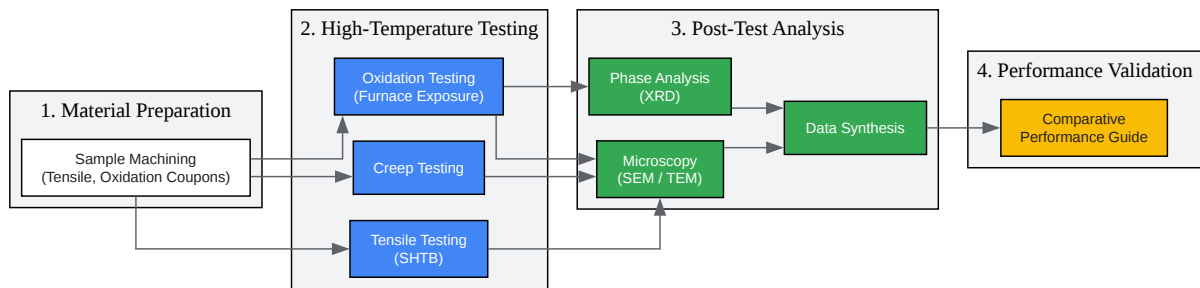 1. Material Preparation
Sample Machining
(Tensile, Oxidation Coupons)
2. High-Temperature Testing
Oxidation Testing
(Furnace Exposure)
Creep Testing
Tensile Testing
(SHTB)
3. Post-Test Analysis
Phase Analysis
(XRD)
Microscopy
(SEM / TEM)
Data Synthesis
4. Performance Validation
Comparative
Performance Guide